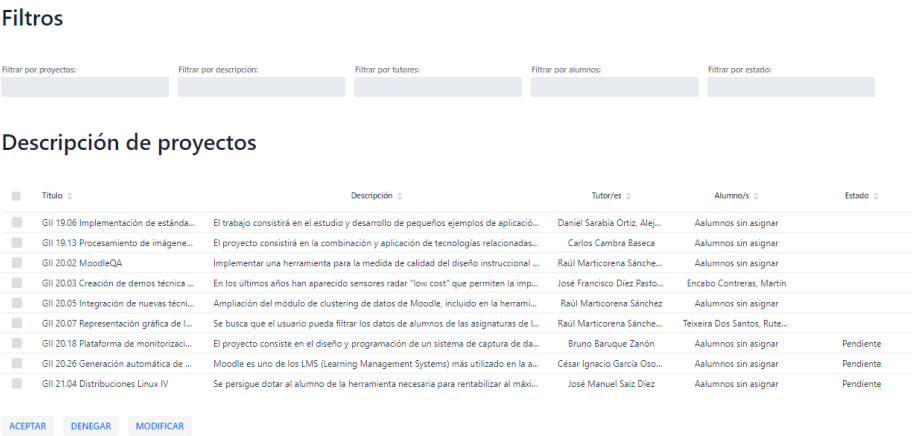 Filtros
Filtrar por proyectos: Filtrar por descripción: Filtrar por tutores: Filtrar por alumnos: Filtrar por estado:
Descripción de proyectos
Título Descripción Tutor/es Alumno/s Estado
GII 19.06 Implementación de estánda... El trabajo consistirá en el estudio y desarrollo de pequeños ejemplos de aplicació... Daniel Sarabia Ortiz, Alej... Aalumnos sin asignar
GII 19.13 Procesamiento de imágene... El proyecto consistirá en la combinación y aplicación de tecnologías relacionadas... Carlos Cambra Baseca Aalumnos sin asignar
GII 20.02 MoodleQA Implementar una herramienta para la medida de calidad del diseño instruccional ... Raúl Marticorena Sánche... Aalumnos sin asignar
GII 20.03 Creación de demos técnica ... En los últimos años han aparecido sensores radar "low cost" que permiten la imp... José Francisco Díez Pasto... Encabo Contreras, Martín
GII 20.05 Integración de nuevas técni... Ampliación del módulo de clustering de datos de Moodle, incluido en la herrami... Raúl Marticorena Sánchez Aalumnos sin asignar
GII 20.07 Representación gráfica de l... Se busca que el usuario pueda filtrar los datos de alumnos de las asignaturas de l... Raúl Marticorena Sánche... Teixeira Dos Santos, Rute...
GII 20.18 Plataforma de monitorizaci... El proyecto consiste en el diseño y programación de un sistema de captura de da... Bruno Baruque Zanón Aalumnos sin asignar Pendiente
GII 20.26 Generación automática de ... Moodle es uno de los LMS (Learning Management Systems) más utilizado en la a... César Ignacio García Oso... Aalumnos sin asignar Pendiente
GII 21.04 Distribuciones Linux IV Se persigue dotar al alumno de la herramienta necesaria para rentabilizar al máxi... José Manuel Saiz Díez Aalumnos sin asignar Pendiente
ACEPTAR DENEGAR MODIFICAR